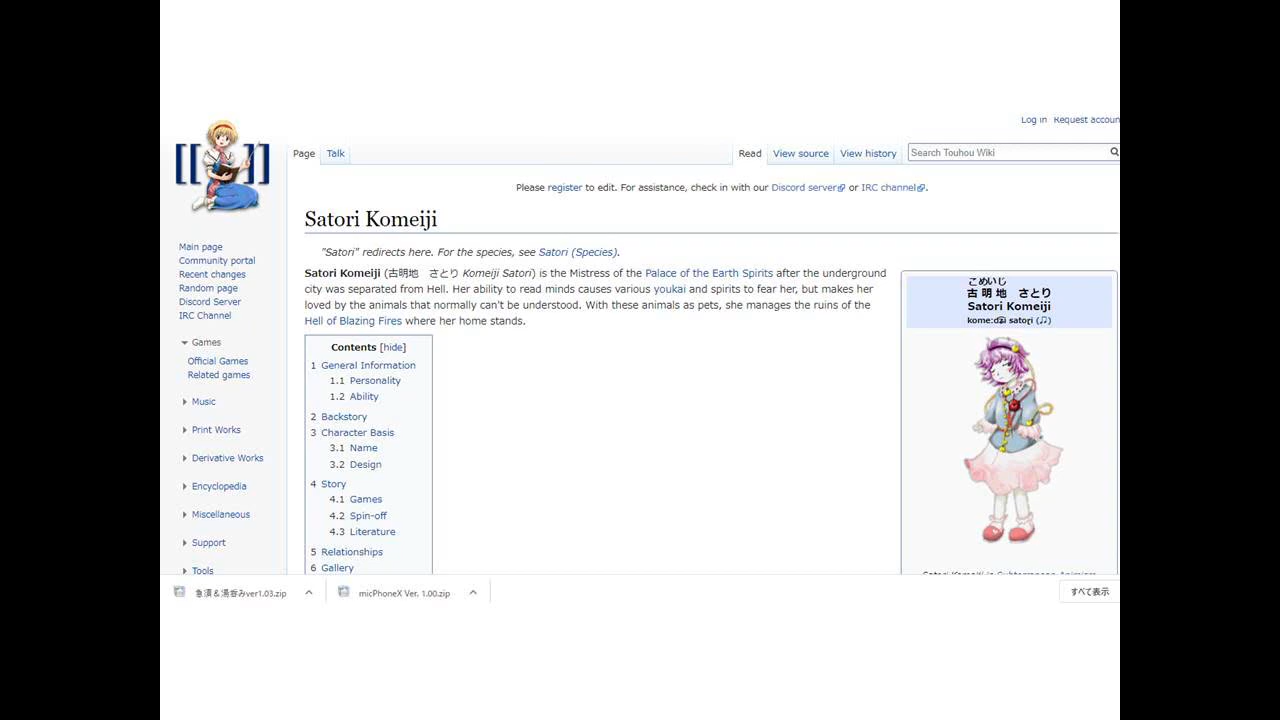 Log in Request accoun
Page Talk Read View source View history Search Touhou Wiki
Please register to edit. For assistance, check in with our Discord server or IRC channel.
Satori Komeiji
"Satori" redirects here. For the species, see Satori (Species).
Satori Komeiji (古明地　さとり Komeiji Satori) is the Mistress of the Palace of the Earth Spirits after the underground
city was separated from Hell. Her ability to read minds causes various youkai and spirits to fear her, but makes her
loved by the animals that normally can't be understood. With these animals as pets, she manages the ruins of the
Hell of Blazing Fires where her home stands.
Contents [hide]
1 General Information
1.1 Personality
1.2 Ability
2 Backstory
3 Character Basis
3.1 Name
3.2 Design
4 Story
4.1 Games
4.2 Spin-off
4.3 Literature
5 Relationships
6 Gallery
こめいじ
古明地　さとり
Satori Komeiji
Satori Komeiji in Subterranean Animism
[[ ]]
Main page
Community portal
Recent changes
Random page
Discord Server
IRC Channel
Games
Official Games
Related games
Music
Print Works
Derivative Works
Encyclopedia
Miscellaneous
Support
Tools
急須＆湯呑みver1.03.zip
micPhoneX Ver. 1.00.zip
すべて表示